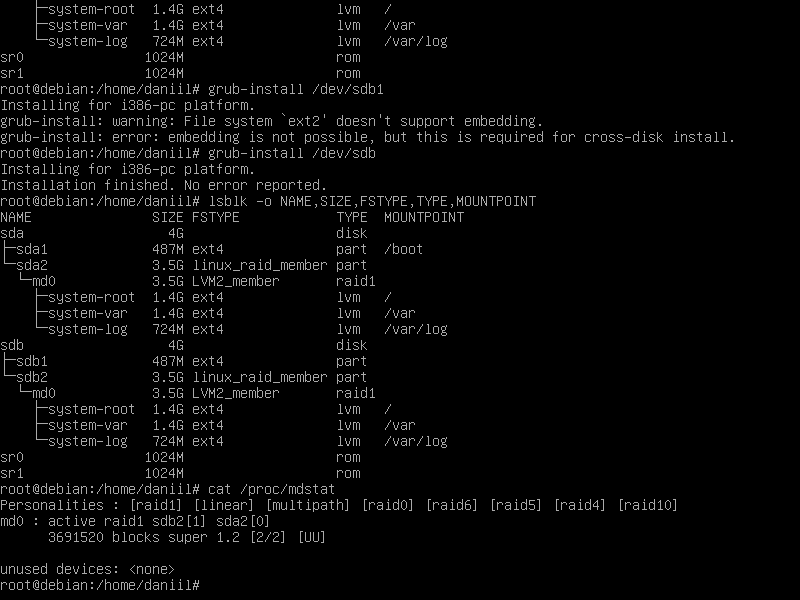 ├─system-root  1.4G ext4              lvm   /
├─system-var   1.4G ext4              lvm   /var
└─system-log   724M ext4              lvm   /var/log
sr0               1024M                   rom
sr1               1024M                   rom
root@debian:/home/daniil# grub-install /dev/sdb1
Installing for i386-pc platform.
grub-install: warning: File system `ext2' doesn't support embedding.
grub-install: error: embedding is not possible, but this is required for cross-disk install.
root@debian:/home/daniil# grub-install /dev/sdb
Installing for i386-pc platform.
Installation finished. No error reported.
root@debian:/home/daniil# lsblk -o NAME,SIZE,FSTYPE,TYPE,MOUNTPOINT
NAME               SIZE FSTYPE            TYPE  MOUNTPOINT
sda                  4G                   disk
├─sda1             487M ext4              part  /boot
└─sda2             3.5G linux_raid_member part
  └─md0            3.5G LVM2_member       raid1
    ├─system-root  1.4G ext4              lvm   /
    ├─system-var   1.4G ext4              lvm   /var
    └─system-log   724M ext4              lvm   /var/log
sdb                  4G                   disk
├─sdb1             487M ext4              part
└─sdb2             3.5G linux_raid_member part
  └─md0            3.5G LVM2_member       raid1
    ├─system-root  1.4G ext4              lvm   /
    ├─system-var   1.4G ext4              lvm   /var
    └─system-log   724M ext4              lvm   /var/log
sr0               1024M                   rom
sr1               1024M                   rom
root@debian:/home/daniil# cat /proc/mdstat
Personalities : [raid1] [linear] [multipath] [raid0] [raid6] [raid5] [raid4] [raid10]
md0 : active raid1 sdb2[1] sda2[0]
      3691520 blocks super 1.2 [2/2] [UU]
unused devices: <none>
root@debian:/home/daniil#